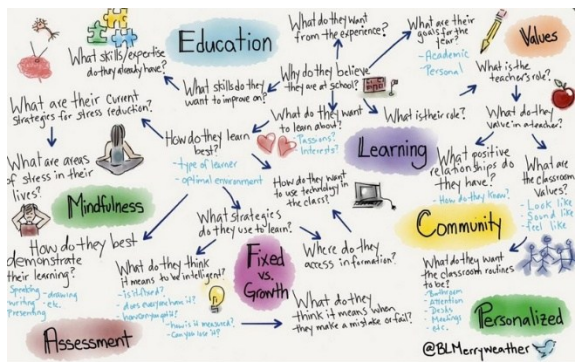 Education
What do they want
from the experience?
What are their
goals for the
year?
- Academic
- Personal
Values
What skills/expertise
do they already have?
What skills do they
want to improve on?
Why do they believe
they are at school?
What is the
teacher's role?
What are their current
strategies for stress reduction?
What do they want
to learn about?
Passions?
Interests?
What is their role?
What do they
value in a teacher?
How do they learn
best?
- type of learner
- optimal environment
Learning
What are areas
of stress in their
lives?
What positive
relationships do
they have?
- How do they know?
What are
the classroom
Values?
- Look like
- Sound like
- feel like
How do they want
to use technology in
the class?
Mindfulness
What strategies
do they use to learn?
Community
How do they best
demonstrate
their learning?
Speaking
- drawing
writing
- etc.
Presenting
What do they think it
means to be intelligent?
- Is it fixed?
- does everyone have it?
- how is it measured?
- Can you use it?
Fixed
vs.
Growth
Where do they
access information?
What do they want
the classroom routines
to be?
- Bathroom
- Attention
- Desks
- Meetings
- etc.
What do they
think it means when
they make a mistake or fail?
Personalized
Assessment
@BLMerryweather